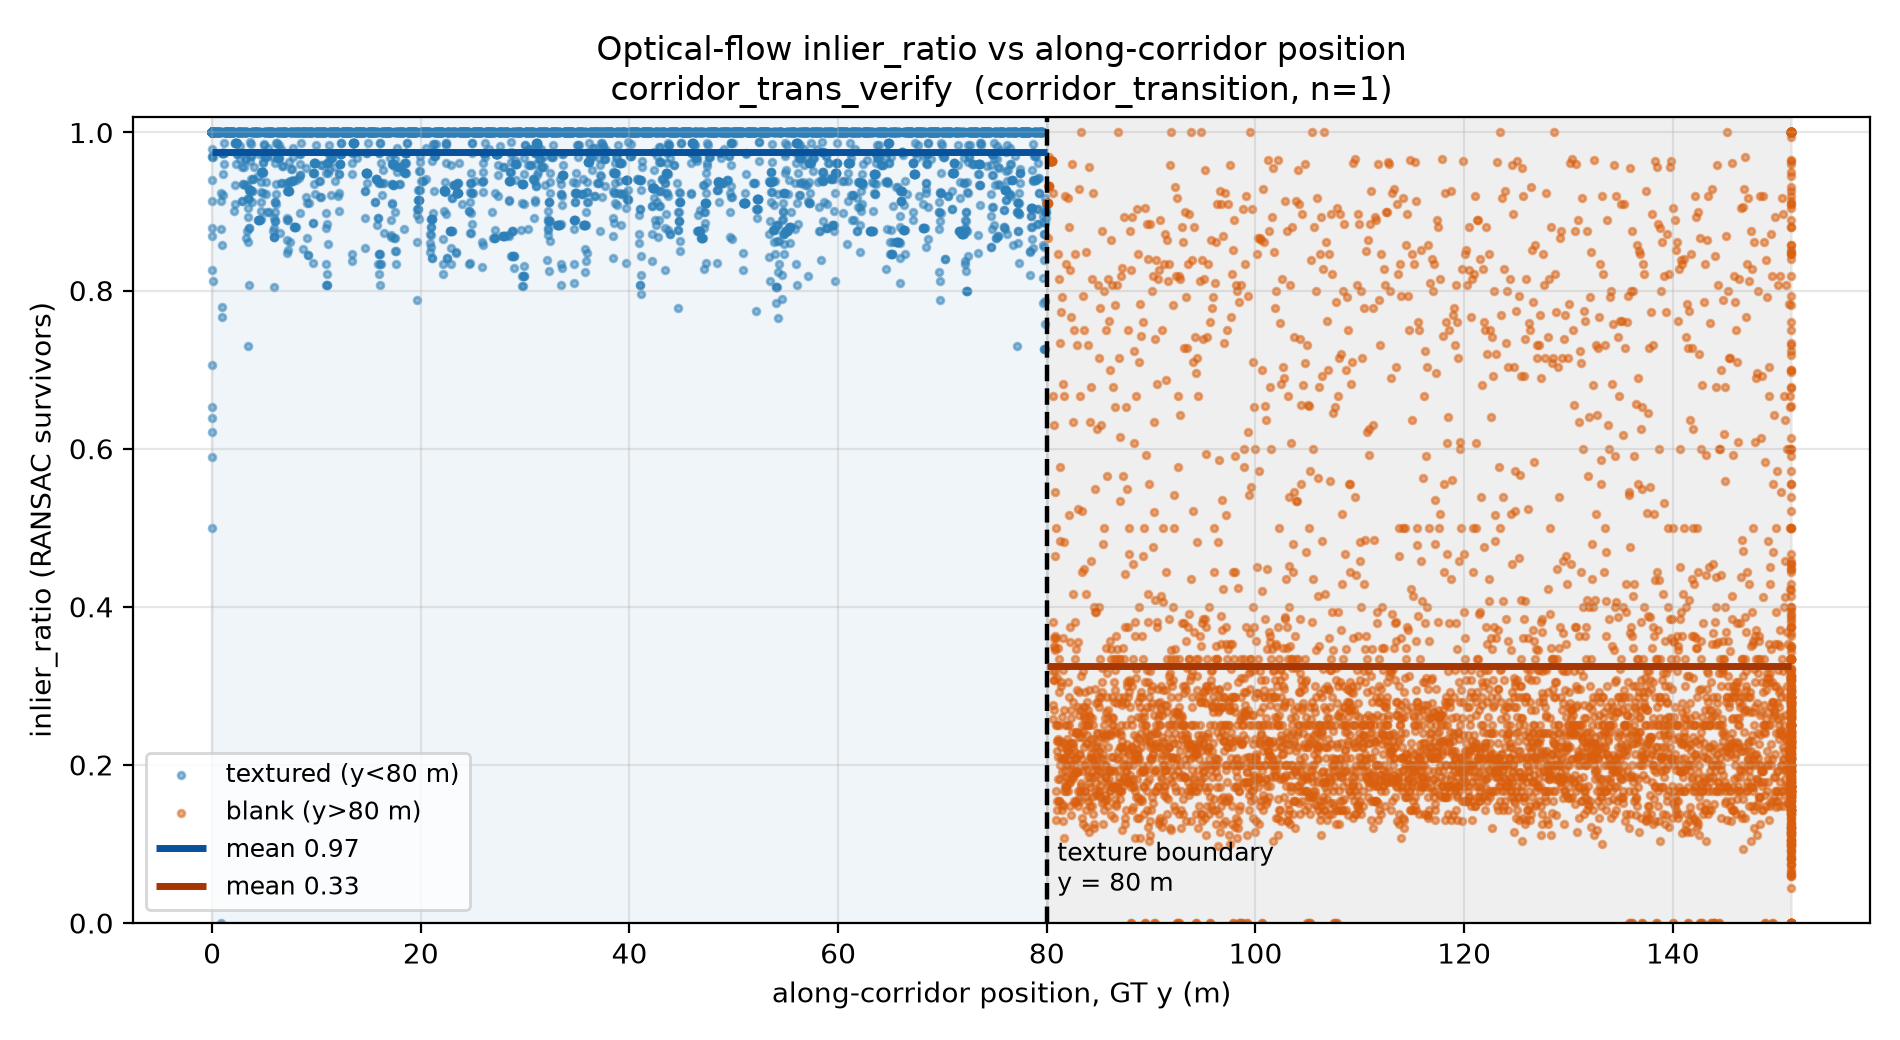 Optical-flow inlier_ratio vs along-corridor position
corridor_trans_verify  (corridor_transition, n=1)
inlier_ratio (RANSAC survivors)
1.0
0.8
0.6
0.4
0.2
0.0
textured (y<80 m)
blank (y>80 m)
mean 0.97
mean 0.33
texture boundary
y = 80 m
0 20 40 60 80 100 120 140
along-corridor position, GT y (m)